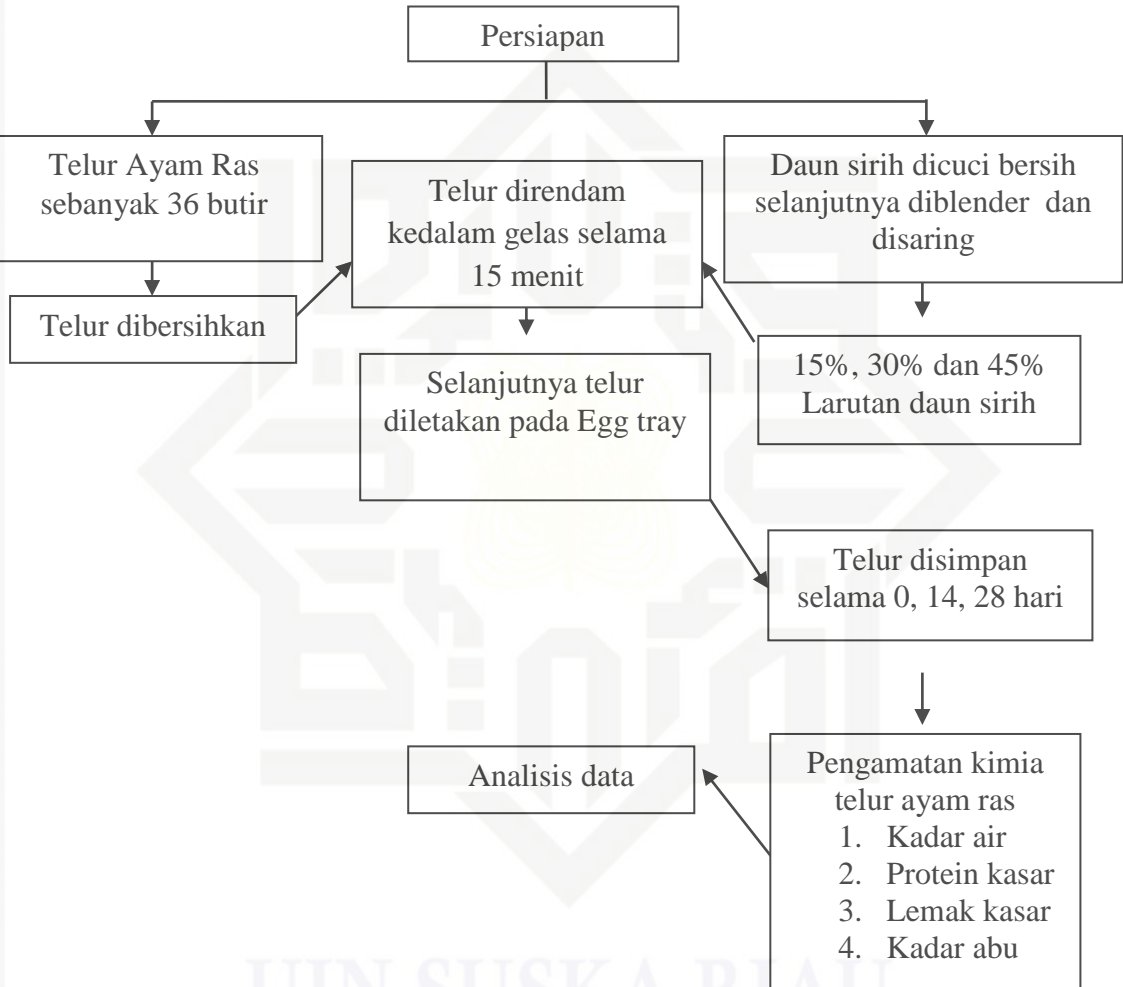 Persiapan
Telur Ayam Ras
sebanyak 36 butir
Telur dibersihkan
Daun sirih dicuci bersih
selanjutnya diblender dan
disaring
15%, 30% dan 45%
Larutan daun sirih
Telur direndam
kedalam gelas selama
15 menit
Selanjutnya telur
diletakan pada Egg tray
Telur disimpan
selama 0, 14, 28 hari
Pengamatan kimia
telur ayam ras
1. Kadar air
2. Protein kasar
3. Lemak kasar
4. Kadar abu
Analisis data
UIN SUSKA RIAU